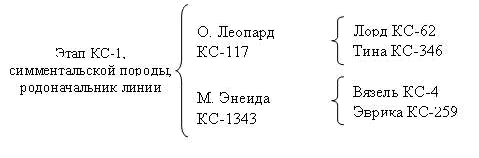 Этап КС-1,
симментальской породы,
родоначальник линии
О. Леопард
КС-117
М. Энеида
КС-1343
Лорд КС-62
Тина КС-346
Вязель КС-4
Эврика КС-259